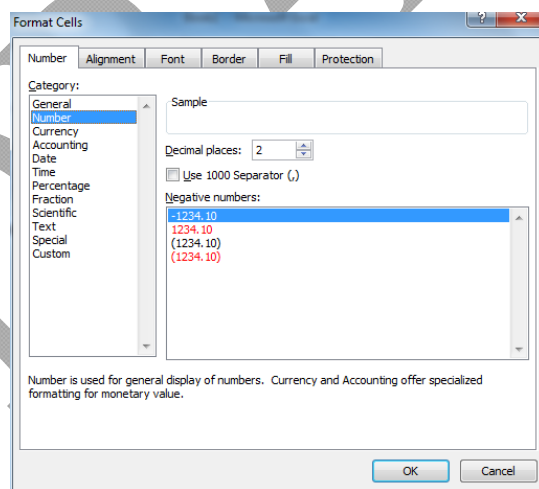 Format Cells
?
X
Number Alignment Font Border Fill Protection
Category:
General
Number
Currency
Accounting
Date
Time
Percentage
Fraction
Scientific
Text
Special
Custom
Sample
Decimal places: 2
Use 1000 Separator (,)
Negative numbers:
-1234.10
1234.10
(1234.10)
(1234.10)
Number is used for general display of numbers. Currency and Accounting offer specialized
formatting for monetary value.
OK Cancel